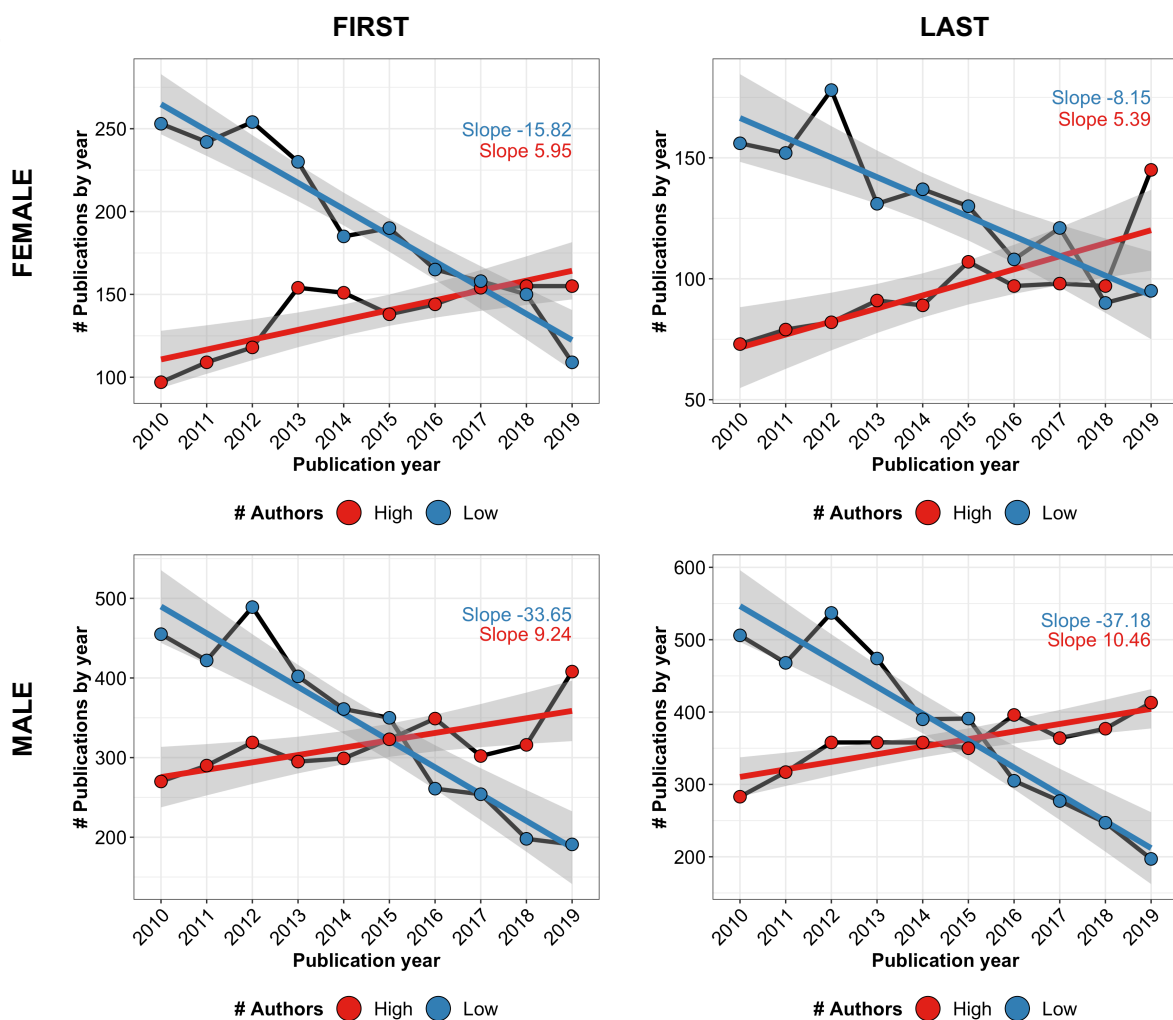 FIRST
LAST
FEMALE
# Publications by year
250
200
150
100
Slope -15.82
Slope 5.95
2010
2011
2012
2013
2014
2015
2016
2017
2018
2019
Publication year
# Authors High Low
# Publications by year
150
100
50
Slope -8.15
Slope 5.39
2010
2011
2012
2013
2014
2015
2016
2017
2018
2019
Publication year
# Authors High Low
MALE
# Publications by year
500
400
300
200
Slope -33.65
Slope 9.24
2010
2011
2012
2013
2014
2015
2016
2017
2018
2019
Publication year
# Authors High Low
# Publications by year
600
500
400
300
200
Slope -37.18
Slope 10.46
2010
2011
2012
2013
2014
2015
2016
2017
2018
2019
Publication year
# Authors High Low